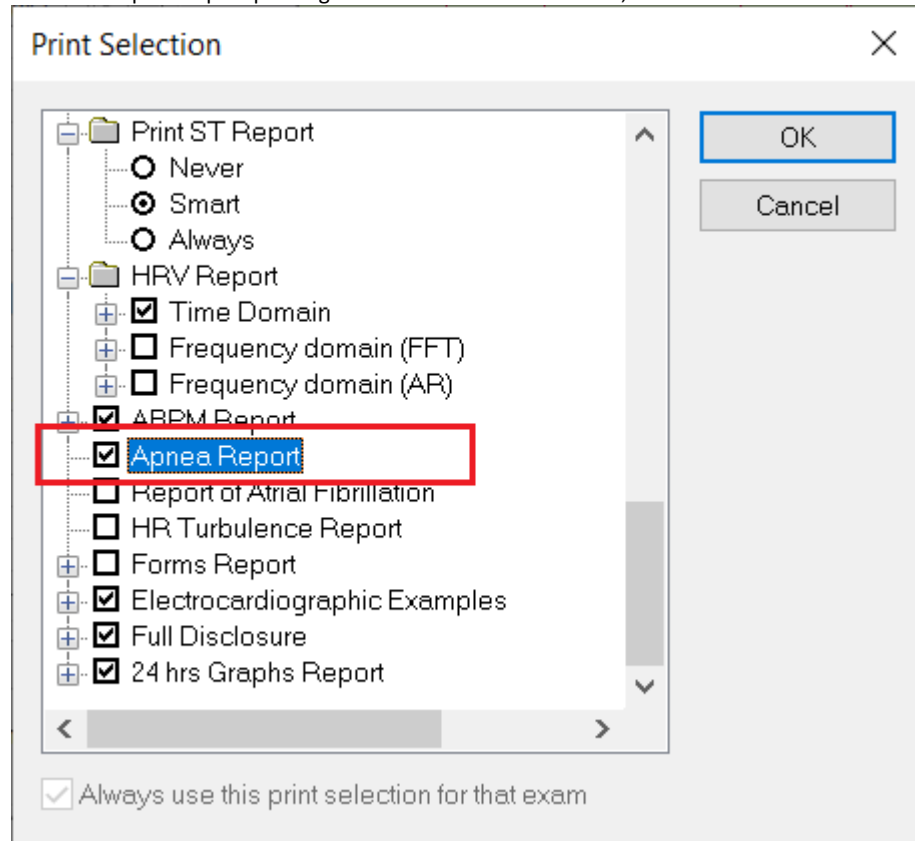 Print Selection
Print ST Report
OK
Never
Smart
Cancel
Always
HRV Report
Time Domain
Frequency domain (FFT)
Frequency domain (AR)
ABPM Report
Apnea Report
Report of Atrial Fibrillation
HR Turbulence Report
Forms Report
Electrocardiographic Examples
Full Disclosure
24 hrs Graphs Report
Always use this print selection for that exam